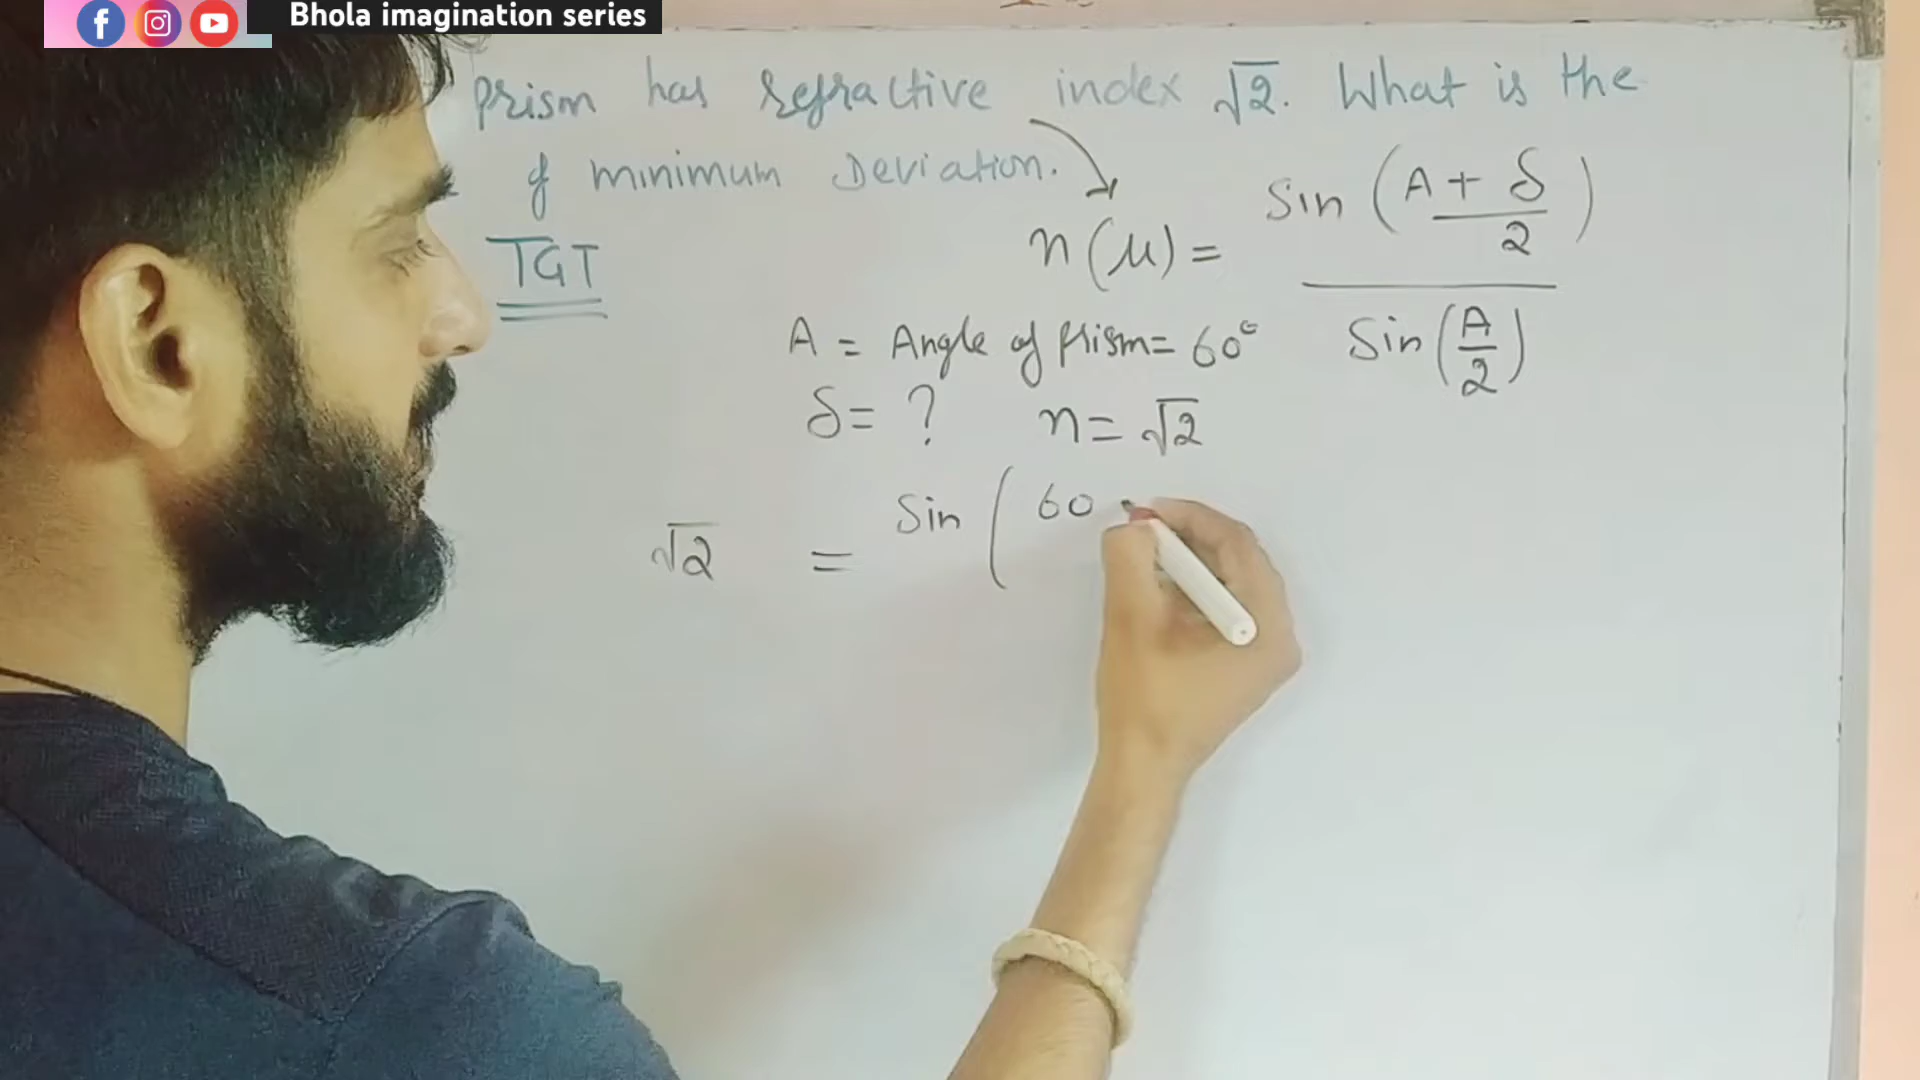 Bhola imagination series
prism has refractive index √2. What is the
of minimum Deviation.
TGT
n(μ) = Sin (A + δ / 2) / Sin (A/2)
A = Angle of Prism = 60°
δ = ? n = √2
√2 = Sin ( 60